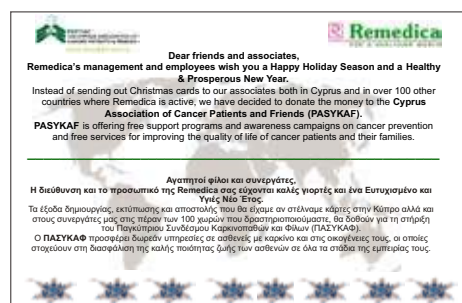 Remedica
Dear friends and associates,
Remedica's management and employees wish you a Happy Holiday Season and a Healthy
& Prosperous New Year.
Instead of sending out Christmas cards to our associates both in Cyprus and in over 100 other
countries where Remedica is active, we have decided to donate the money to the Cyprus
Association of Cancer Patients and Friends (PASYKAF).
PASYKAF is offering free support programs and awareness campaigns on cancer prevention
and free services for improving the quality of life of cancer patients and their families.
Αγαπητοί φίλοι και συνεργάτες.
Η διεύθυνση και το προσωπικό της Remedica σας εύχονται καλές γιορτές και ένα Ευτυχισμένο και
Υγιές Νέο Έτος.
Τα έξοδα δημιουργίας, εκτύπωσης και αποστολής που θα είχαμε αν στέλναμε κάρτες στην Κύπρο αλλά και
στους συνεργάτες μας στις πέραν των 100 χωρών που δραστηριοποιούμαστε, θα δοθούν για τη στήριξη
του Παγκύπριου Συνδέσμου Καρκινοπαθών και Φίλων (ΠΑΣΥΚΑΦ).
Ο ΠΑΣΥΚΑΦ προσφέρει δωρεάν υπηρεσίες σε ασθενείς με καρκίνο και στις οικογένειες τους, οι οποίες
στοχεύουν στη διασφάλιση της καλής ποιότητας ζωής των ασθενών σε όλα τα στάδια της εμπειρίας τους.